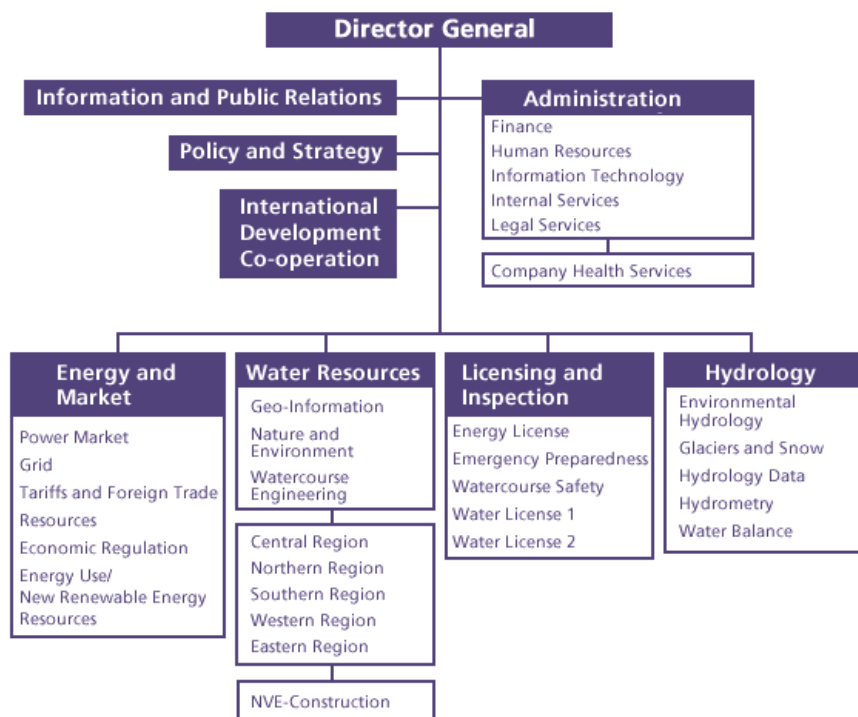 Director General
Information and Public Relations
Administration
Finance
Human Resources
Information Technology
Internal Services
Legal Services
Company Health Services
Policy and Strategy
International
Development
Co-operation
Energy and
Market
Power Market
Grid
Tariffs and Foreign Trade
Resources
Economic Regulation
Energy Use/
New Renewable Energy
Resources
Water Resources
Geo-Information
Nature and
Environment
Watercourse
Engineering
Central Region
Northern Region
Southern Region
Western Region
Eastern Region
NVE-Construction
Licensing and
Inspection
Energy License
Emergency Preparedness
Watercourse Safety
Water License 1
Water License 2
Hydrology
Environmental
Hydrology
Glaciers and Snow
Hydrology Data
Hydrometry
Water Balance